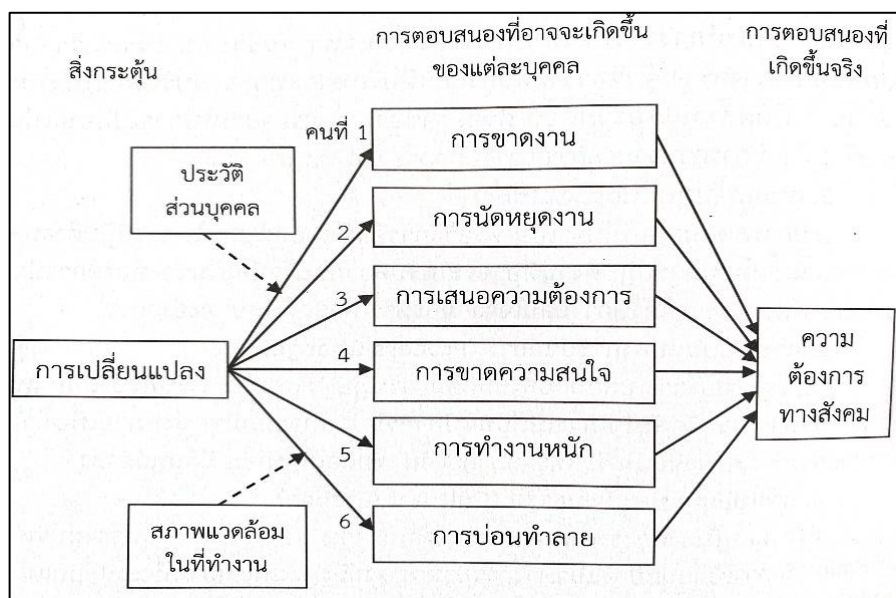 สิ่งกระตุ้น
การตอบสนองที่อาจจะเกิดขึ้น
ของแต่ละบุคคล
การตอบสนองที่
เกิดขึ้นจริง
ประวัติ
ส่วนบุคคล
การเปลี่ยนแปลง
สภาพแวดล้อม
ในที่ทำงาน
คนที่ 1
การขาดงาน
2
การนัดหยุดงาน
3
การเสนอความต้องการ
4
การขาดความสนใจ
5
การทำงานหนัก
6
การบ่อนทำลาย
ความ
ต้องการ
ทางสังคม